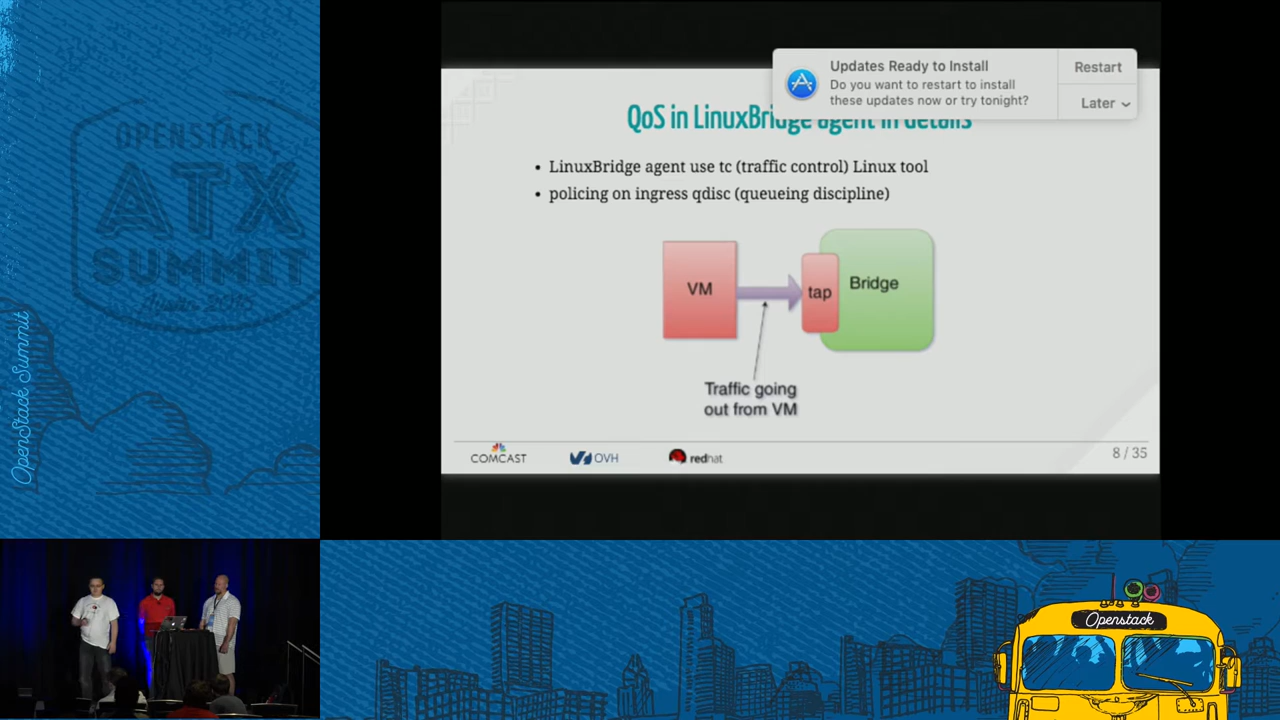 OPENSTACK
ATX
SUMMIT
Austin 2016
OpenStack Summit
Updates Ready to Install
Do you want to restart to install
these updates now or try tonight?
Restart
Later
QoS in LinuxBridge agent in details
• LinuxBridge agent use tc (traffic control) Linux tool
• policing on ingress qdisc (queueing discipline)
VM
tap
Bridge
Traffic going
out from VM
COMCAST
OVH
redhat
8 / 35
Openstack